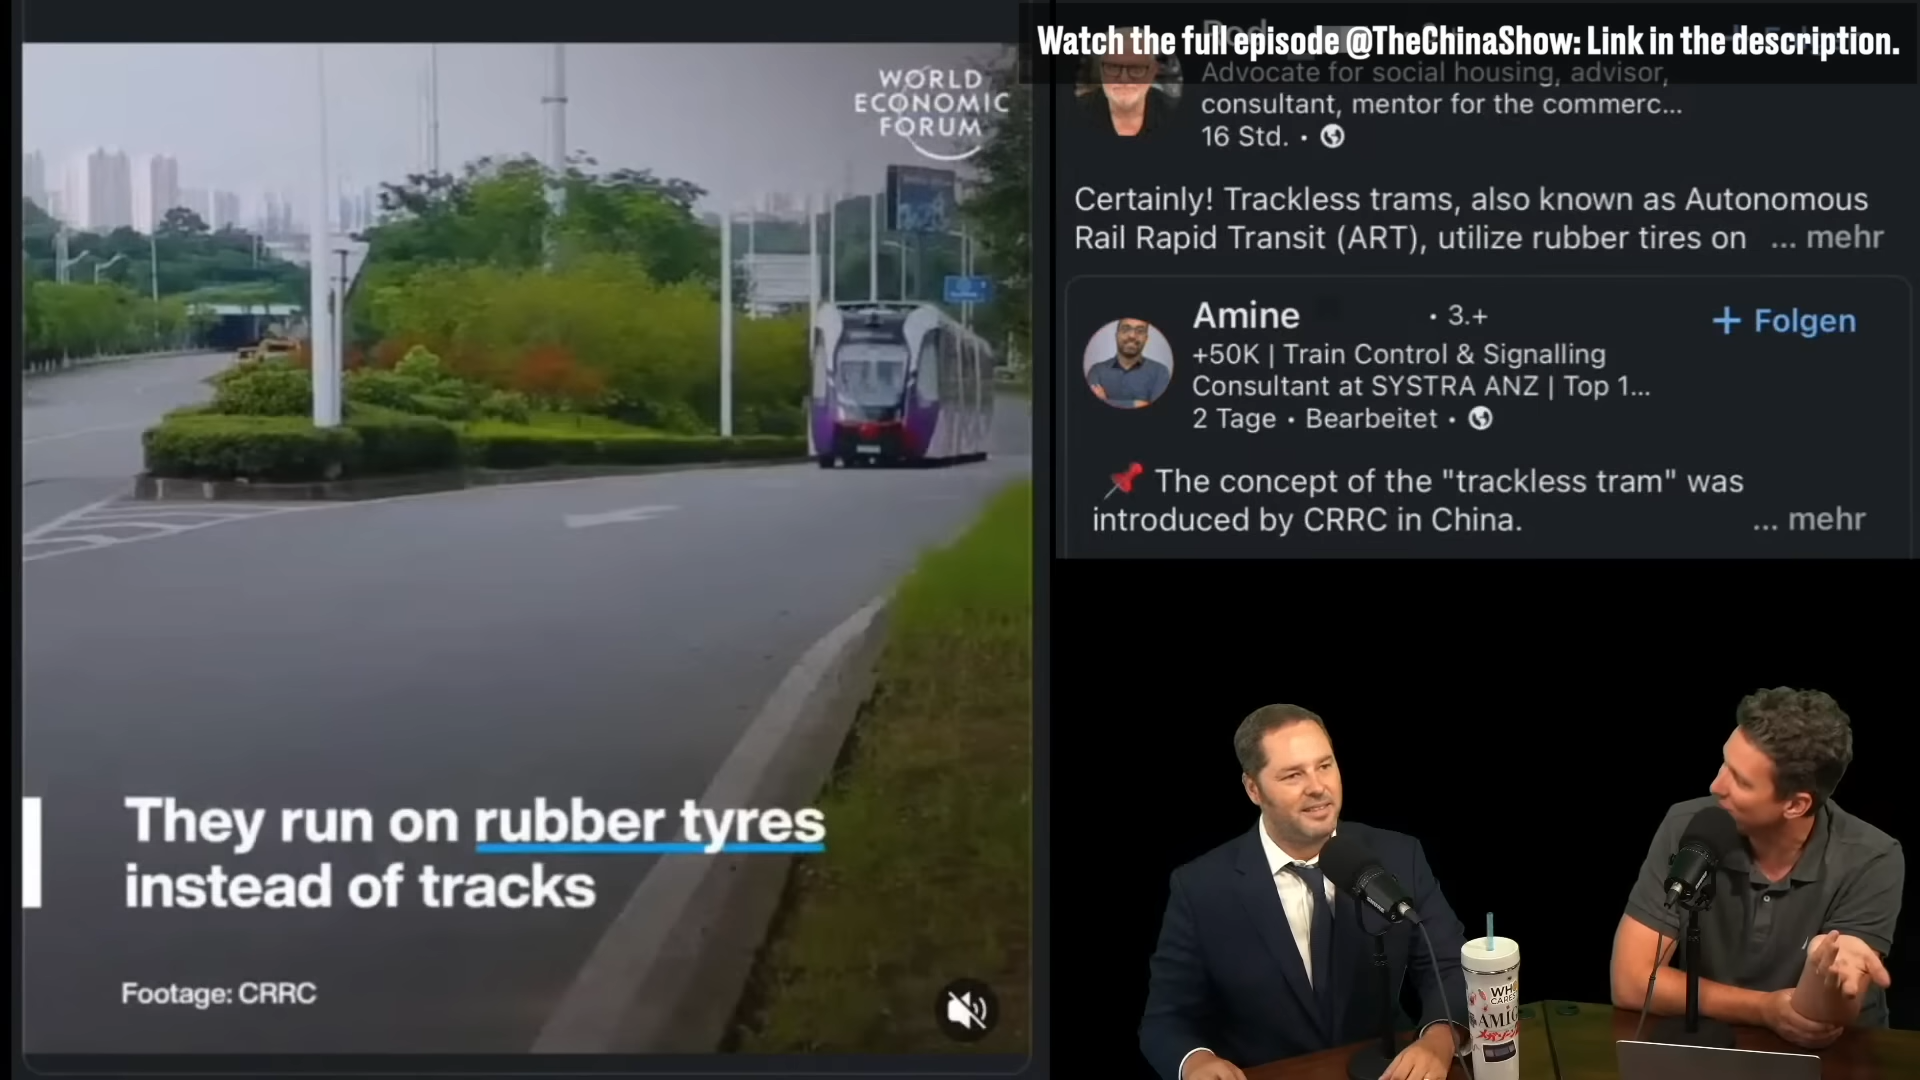 Watch the full episode @TheChinaShow: Link in the description.
WORLD
ECONOMIC
FORUM
They run on rubber tyres
instead of tracks
Footage: CRRC
Advocate for social housing, advisor,
consultant, mentor for the commerc...
16 Std. •
Certainly! Trackless trams, also known as Autonomous
Rail Rapid Transit (ART), utilize rubber tires on ... mehr
Amine • 3.+
+ Folgen
+50K | Train Control & Signalling
Consultant at SYSTRA ANZ | Top 1...
2 Tage • Bearbeitet •
📌 The concept of the "trackless tram" was
introduced by CRRC in China. ... mehr
AMIG